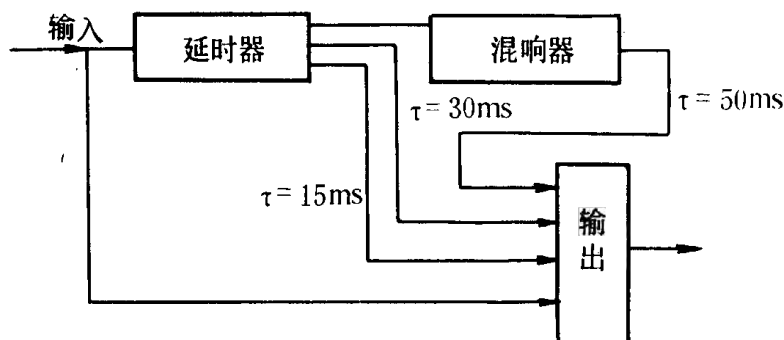 输入
延时器
混响器
τ= 30ms
τ= 50ms
τ= 15ms
输
出